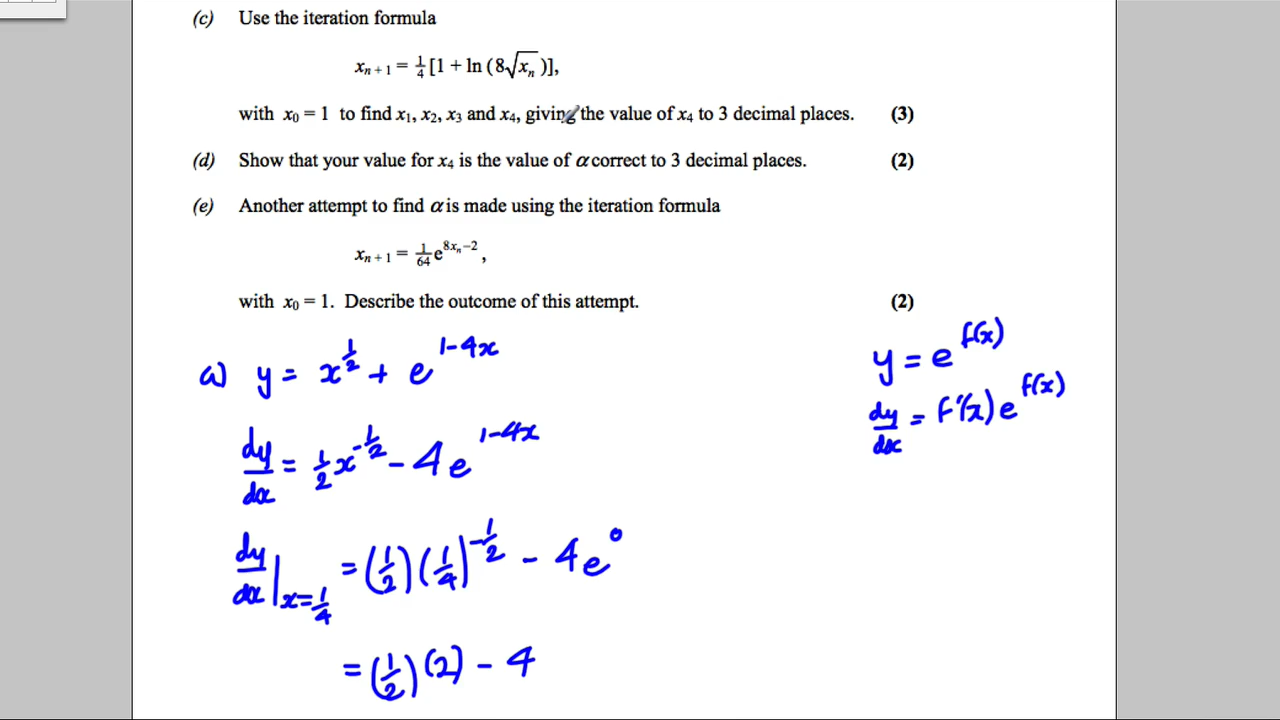 (c) Use the iteration formula
xₙ₊₁ = ¼[1 + ln (8√xₙ )],
with x₀ = 1 to find x₁, x₂, x₃ and x₄, giving the value of x₄ to 3 decimal places. (3)
(d) Show that your value for x₄ is the value of α correct to 3 decimal places. (2)
(e) Another attempt to find α is made using the iteration formula
xₙ₊₁ = 1/64 e^(8xₙ−2),
with x₀ = 1. Describe the outcome of this attempt. (2)
a) y = x^(1/2) + e^(1-4x)
dy/dx = 1/2 x^(-1/2) - 4e^(1-4x)
dy/dx |x=1/4 = (1/2)(1/4)^(-1/2) - 4e^0
= (1/2)(2) - 4
y = e^(f(x))
dy/dx = f'(x)e^(f(x))